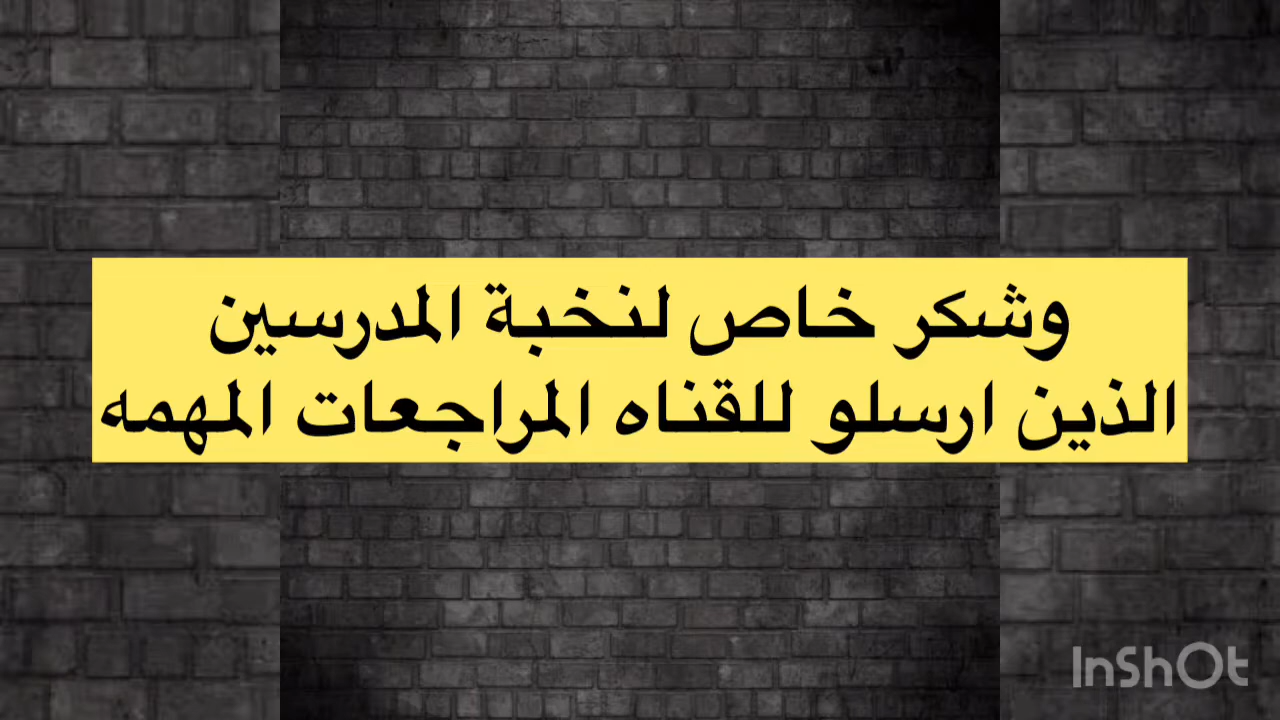 وشكر خاص لنخبة المدرسين
الذين ارسلو للقناه المراجعات المهمه
InShOt